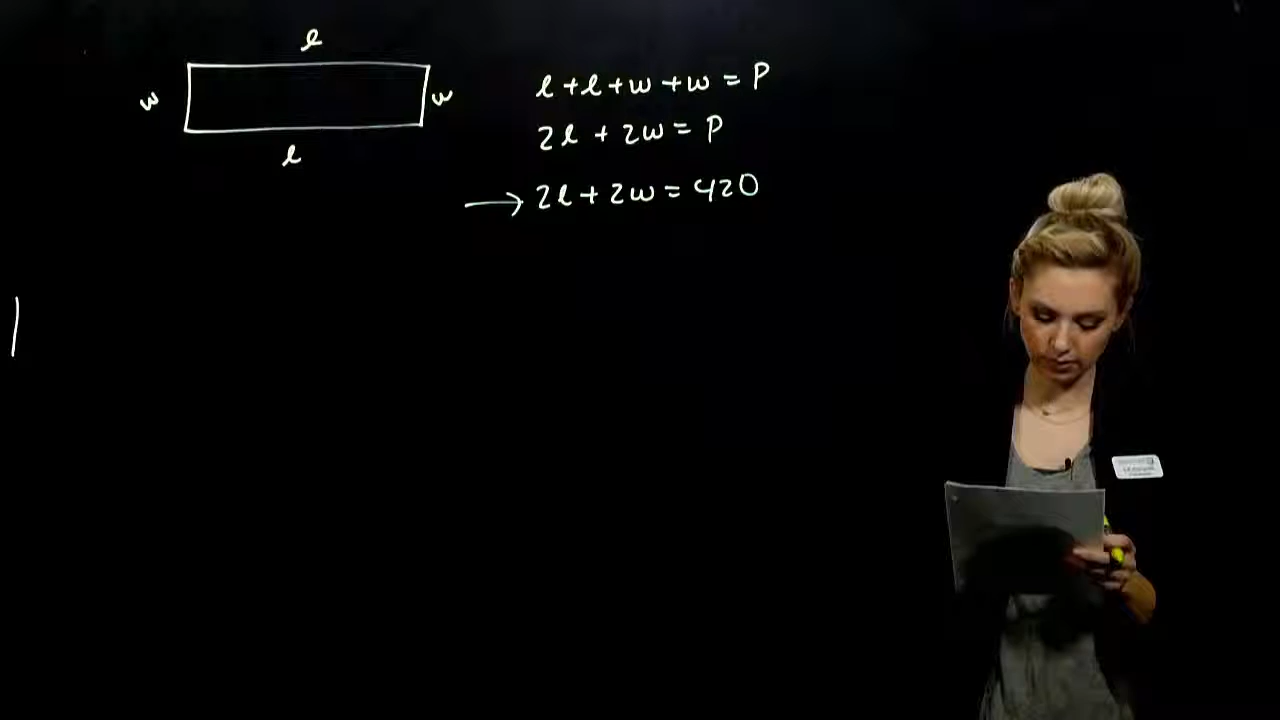 l
w
w
l
l + l + w + w = P
2l + 2w = P
→ 2l + 2w = 420